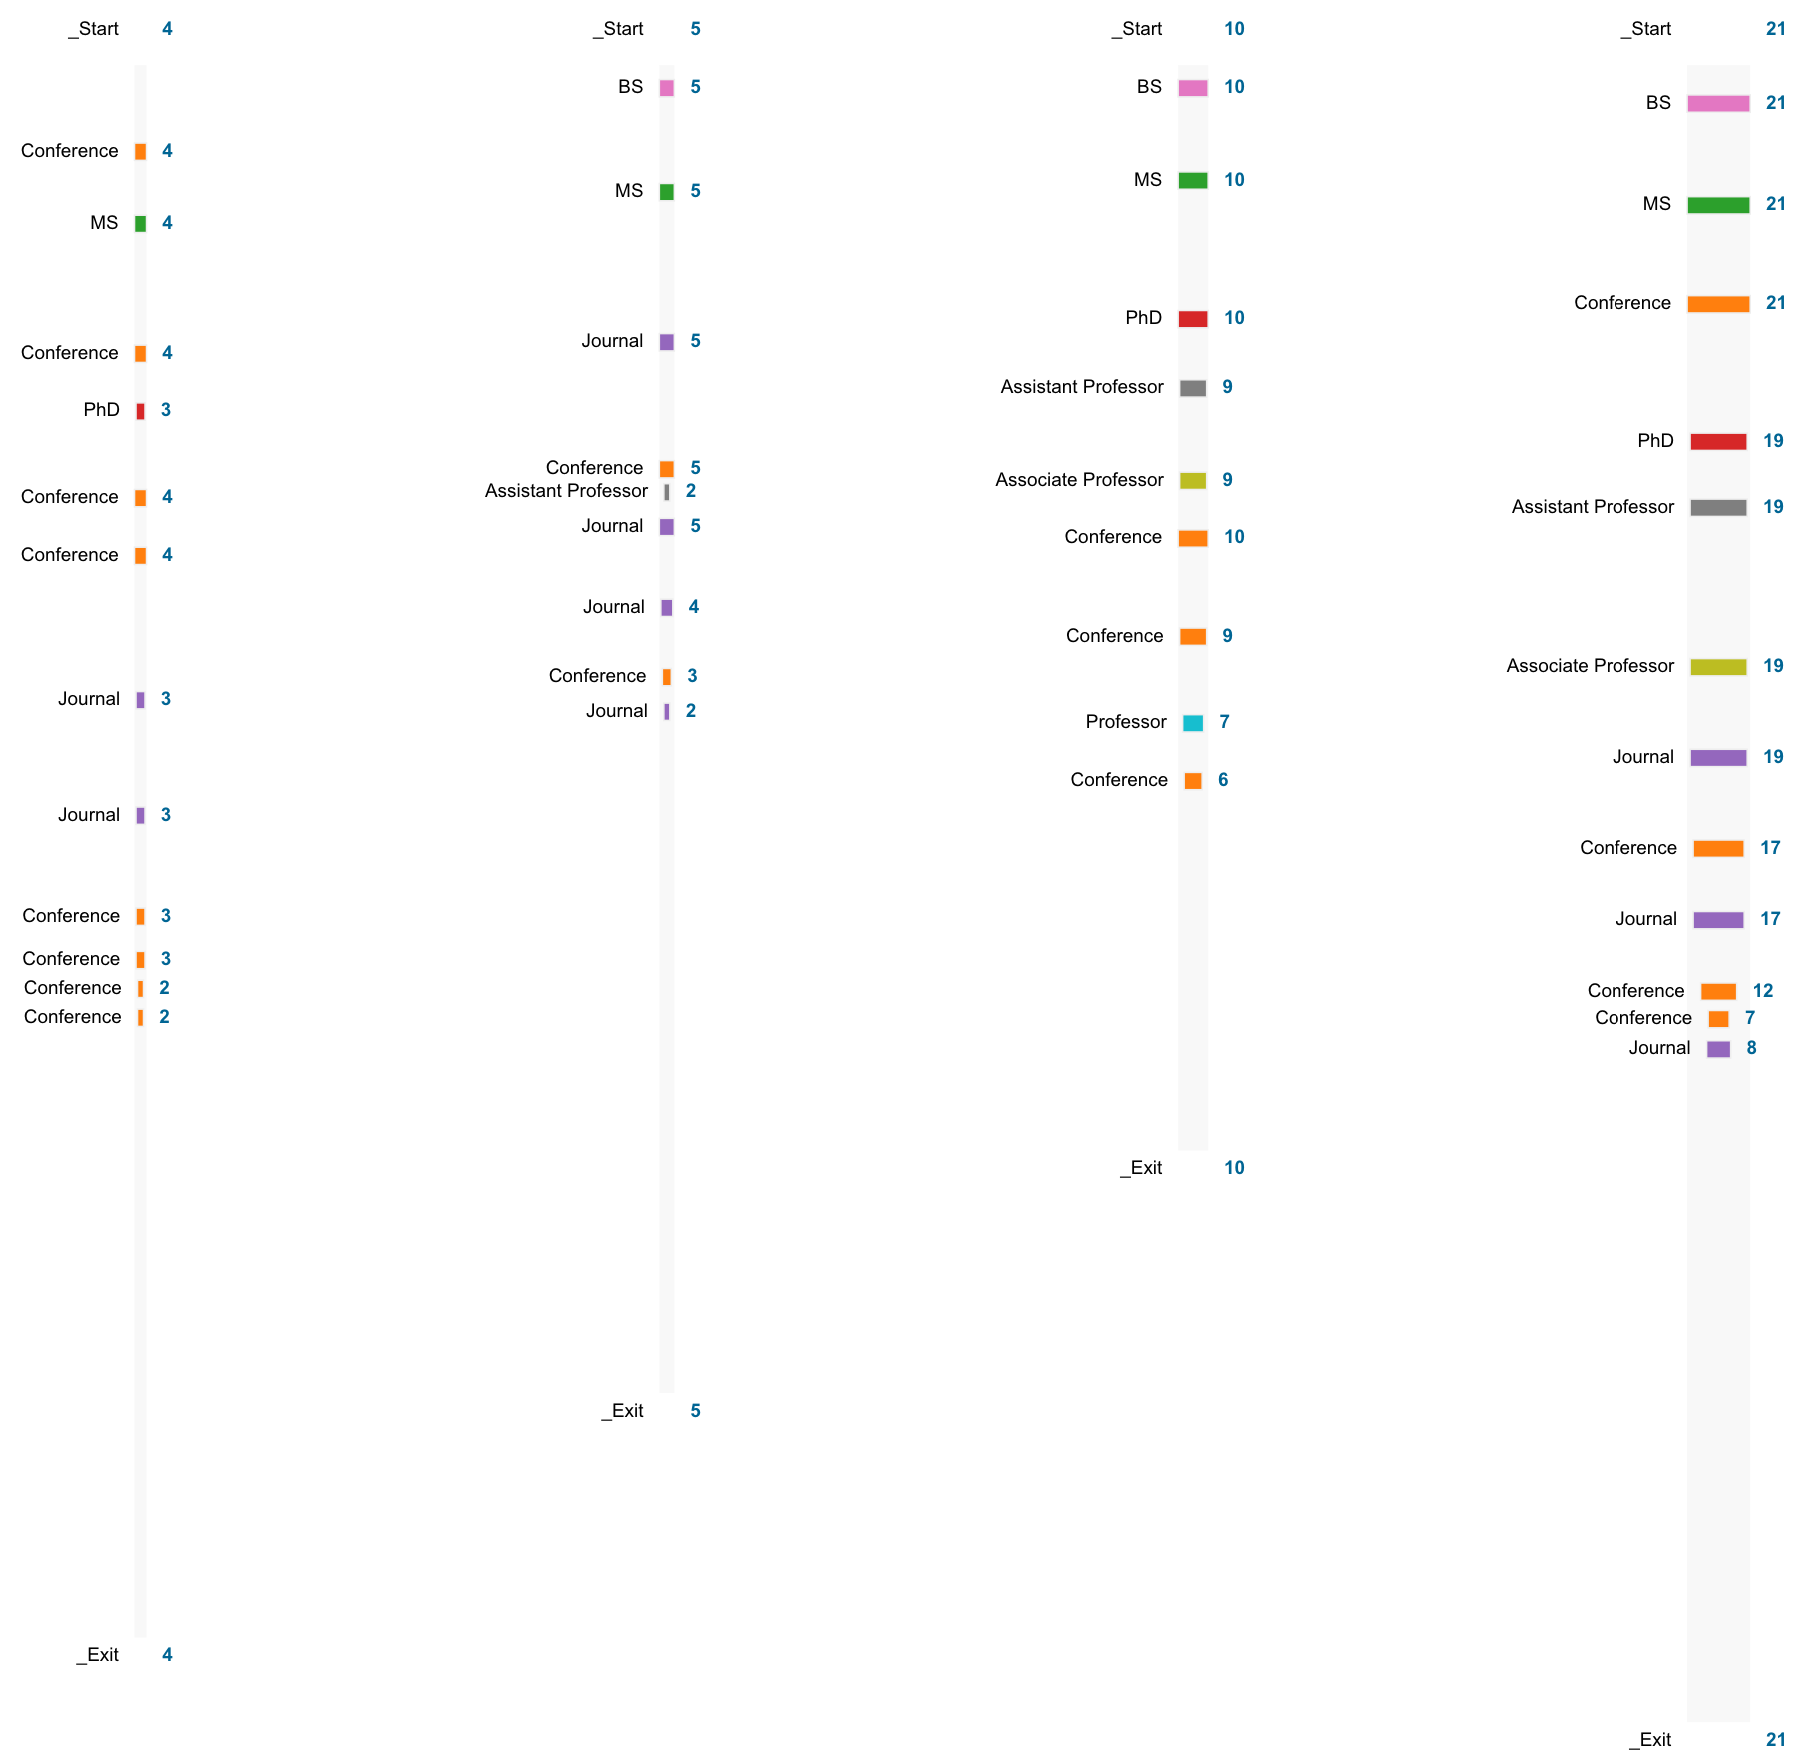 _Start 4
Conference 4
MS 4
Conference 4
PhD 3
Conference 4
Conference 4
Journal 3
Journal 3
Conference 3
Conference 3
Conference 2
Conference 2
_Exit 4
_Start 5
BS 5
MS 5
Journal 5
Conference 5
Assistant Professor 2
Journal 5
Journal 4
Conference 3
Journal 2
_Exit 5
_Start 10
BS 10
MS 10
PhD 10
Assistant Professor 9
Associate Professor 9
Conference 10
Conference 9
Professor 7
Conference 6
_Exit 10
_Start 21
BS 21
MS 21
Conference 21
PhD 19
Assistant Professor 19
Associate Professor 19
Journal 19
Conference 17
Journal 17
Conference 12
Conference 7
Journal 8
_Exit 21